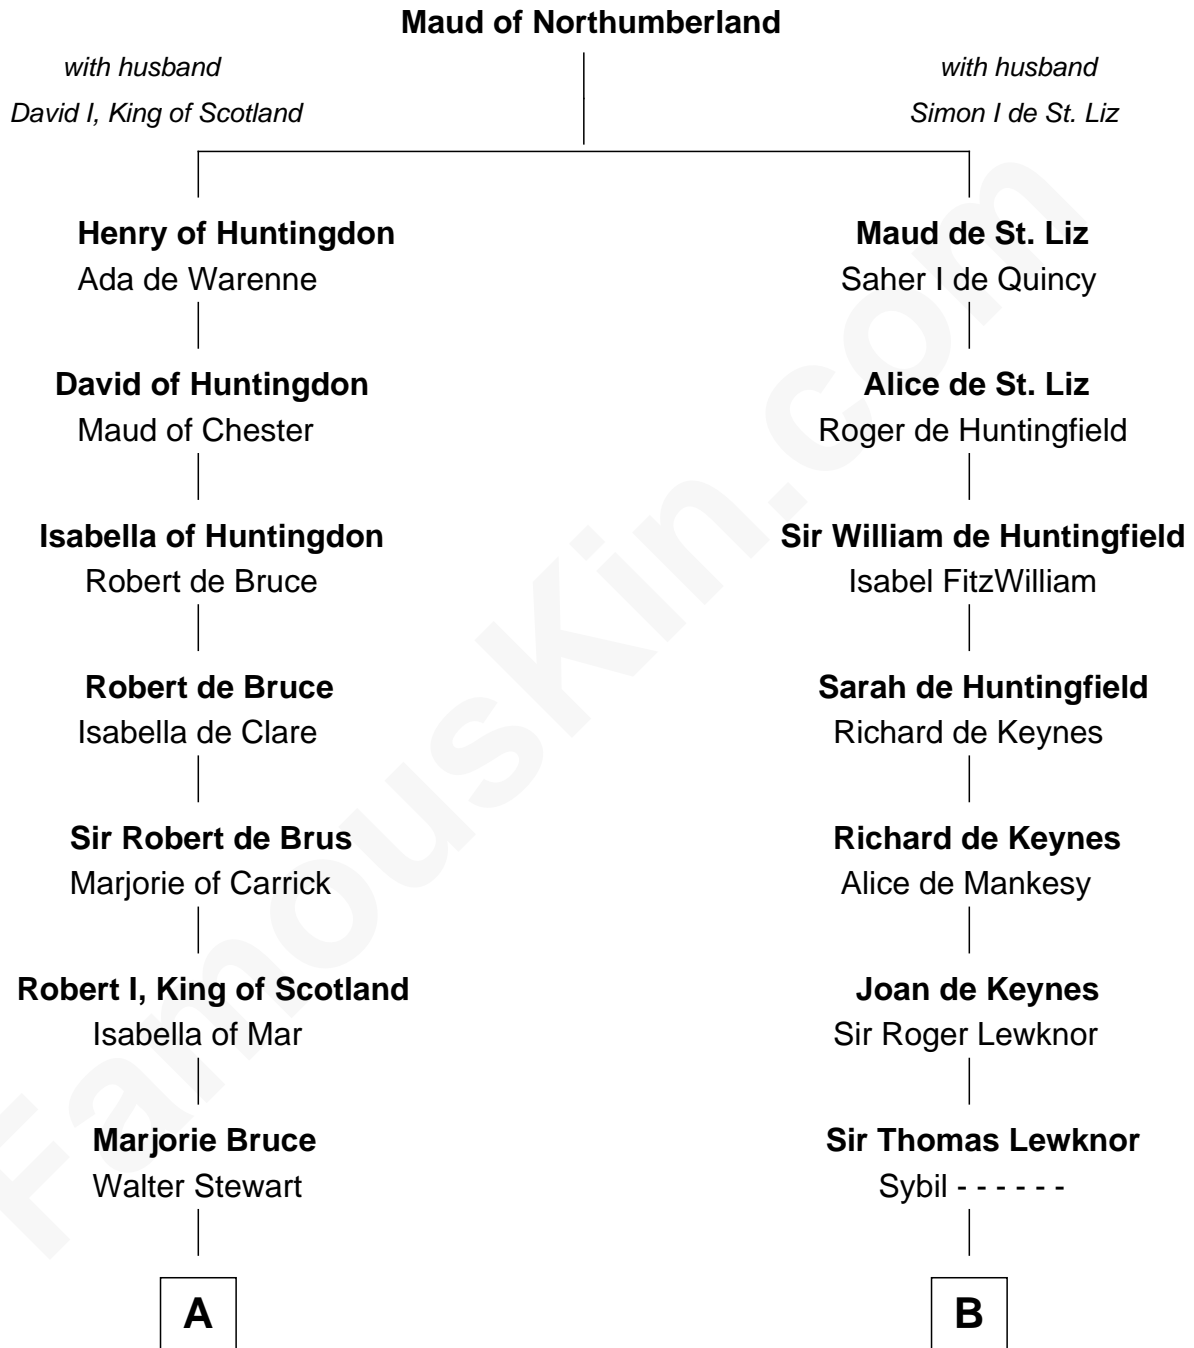 Maud of Northumberland
with husband
David I, King of Scotland
with husband
Simon I de St. Liz
Henry of Huntingdon
Ada de Warenne
Maud de St. Liz
Saher I de Quincy
David of Huntingdon
Maud of Chester
Alice de St. Liz
Roger de Huntingfield
Isabella of Huntingdon
Robert de Bruce
Sir William de Huntingfield
Isabel FitzWilliam
Robert de Bruce
Isabella de Clare
Sarah de Huntingfield
Richard de Keynes
Sir Robert de Brus
Marjorie of Carrick
Richard de Keynes
Alice de Mankesy
Robert I, King of Scotland
Isabella of Mar
Joan de Keynes
Sir Roger Lewknor
Marjorie Bruce
Walter Stewart
Sir Thomas Lewknor
Sybil - - - - - -
A
B
FamousKin.com